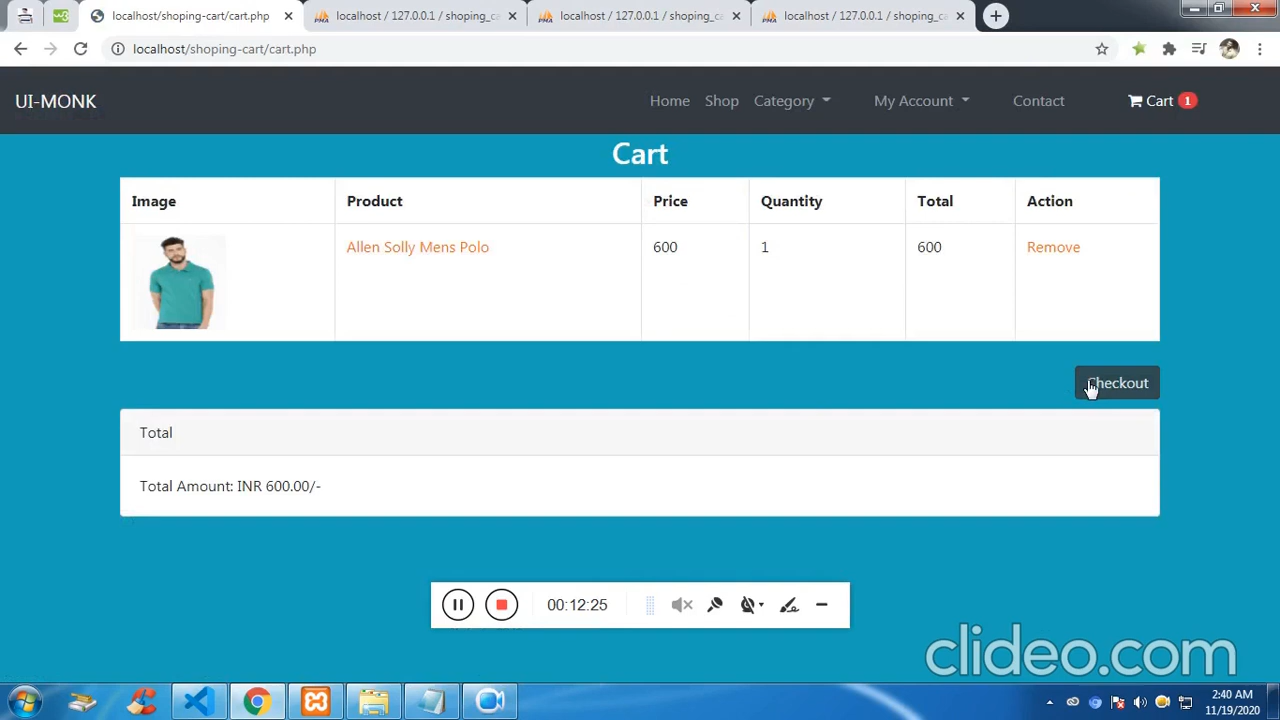 localhost/shoping-cart/cart.php
localhost / 127.0.0.1 / shoping_
localhost / 127.0.0.1 / shoping_c
localhost / 127.0.0.1 / shoping_c
localhost/shoping-cart/cart.php
UI-MONK
Home Shop Category My Account Contact Cart 1
Cart
Image Product Price Quantity Total Action
Allen Solly Mens Polo 600 1 600 Remove
Checkout
Total
Total Amount: INR 600.00/-
00:12:25
clideo.com
2:40 AM
11/19/2020